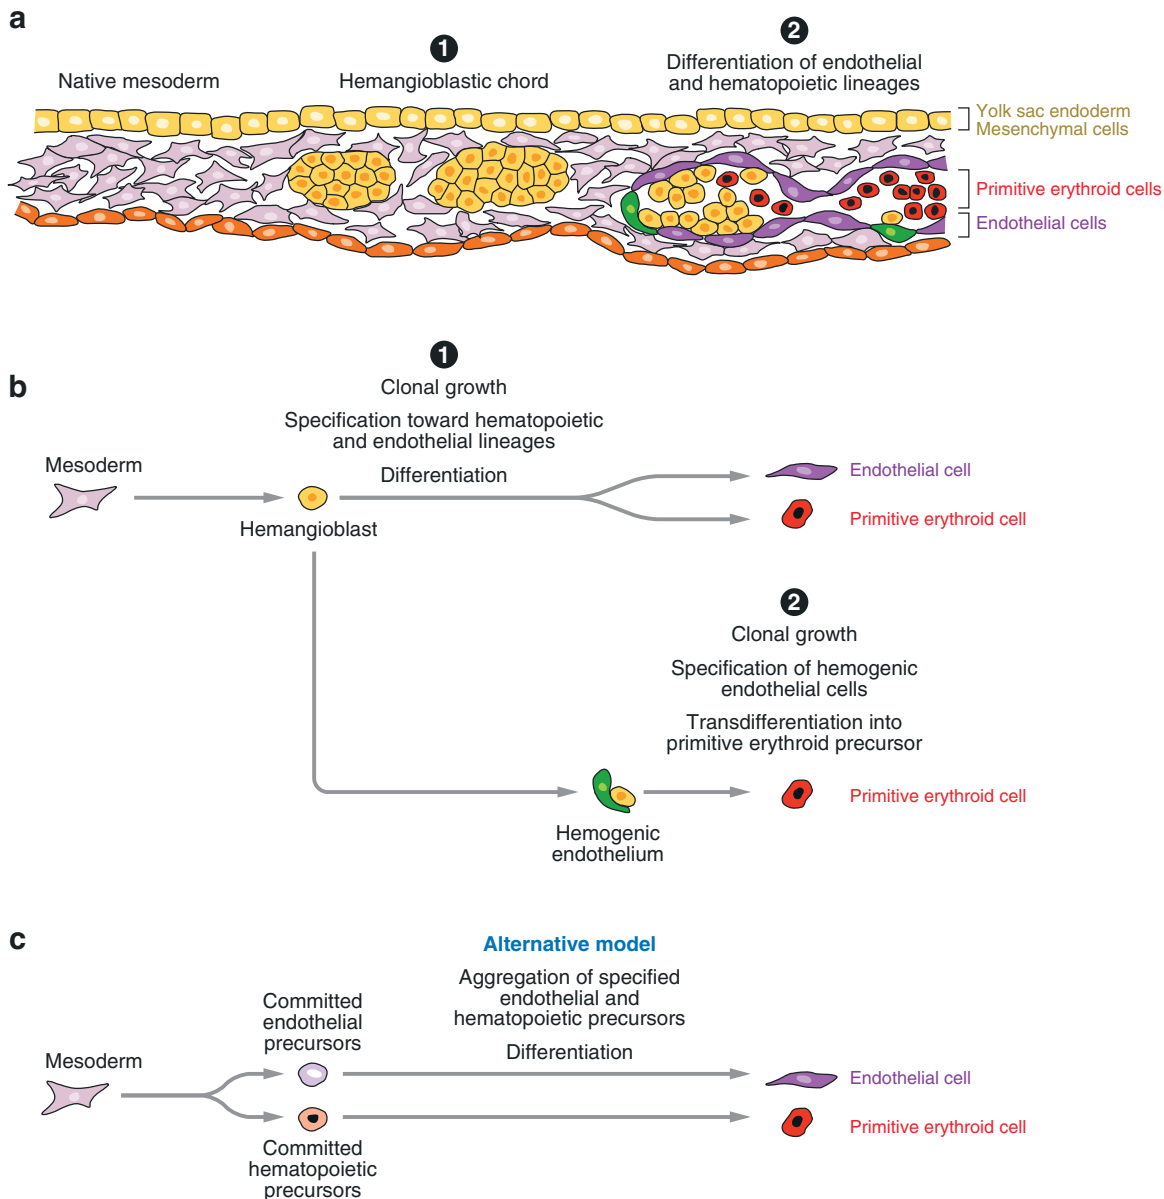 a
1
2
Native mesoderm
Hemangioblastic chord
Differentiation of endothelial
and hematopoietic lineages
Yolk sac endoderm
Mesenchymal cells
Primitive erythroid cells
Endothelial cells
b
1
Clonal growth
Specification toward hematopoietic
and endothelial lineages
Differentiation
Mesoderm
Hemangioblast
Endothelial cell
Primitive erythroid cell
2
Clonal growth
Specification of hemogenic
endothelial cells
Transdifferentiation into
primitive erythroid precursor
Hemogenic
endothelium
Primitive erythroid cell
c
Alternative model
Aggregation of specified
endothelial and
hematopoietic precursors
Differentiation
Mesoderm
Committed
endothelial
precursors
Committed
hematopoietic
precursors
Endothelial cell
Primitive erythroid cell